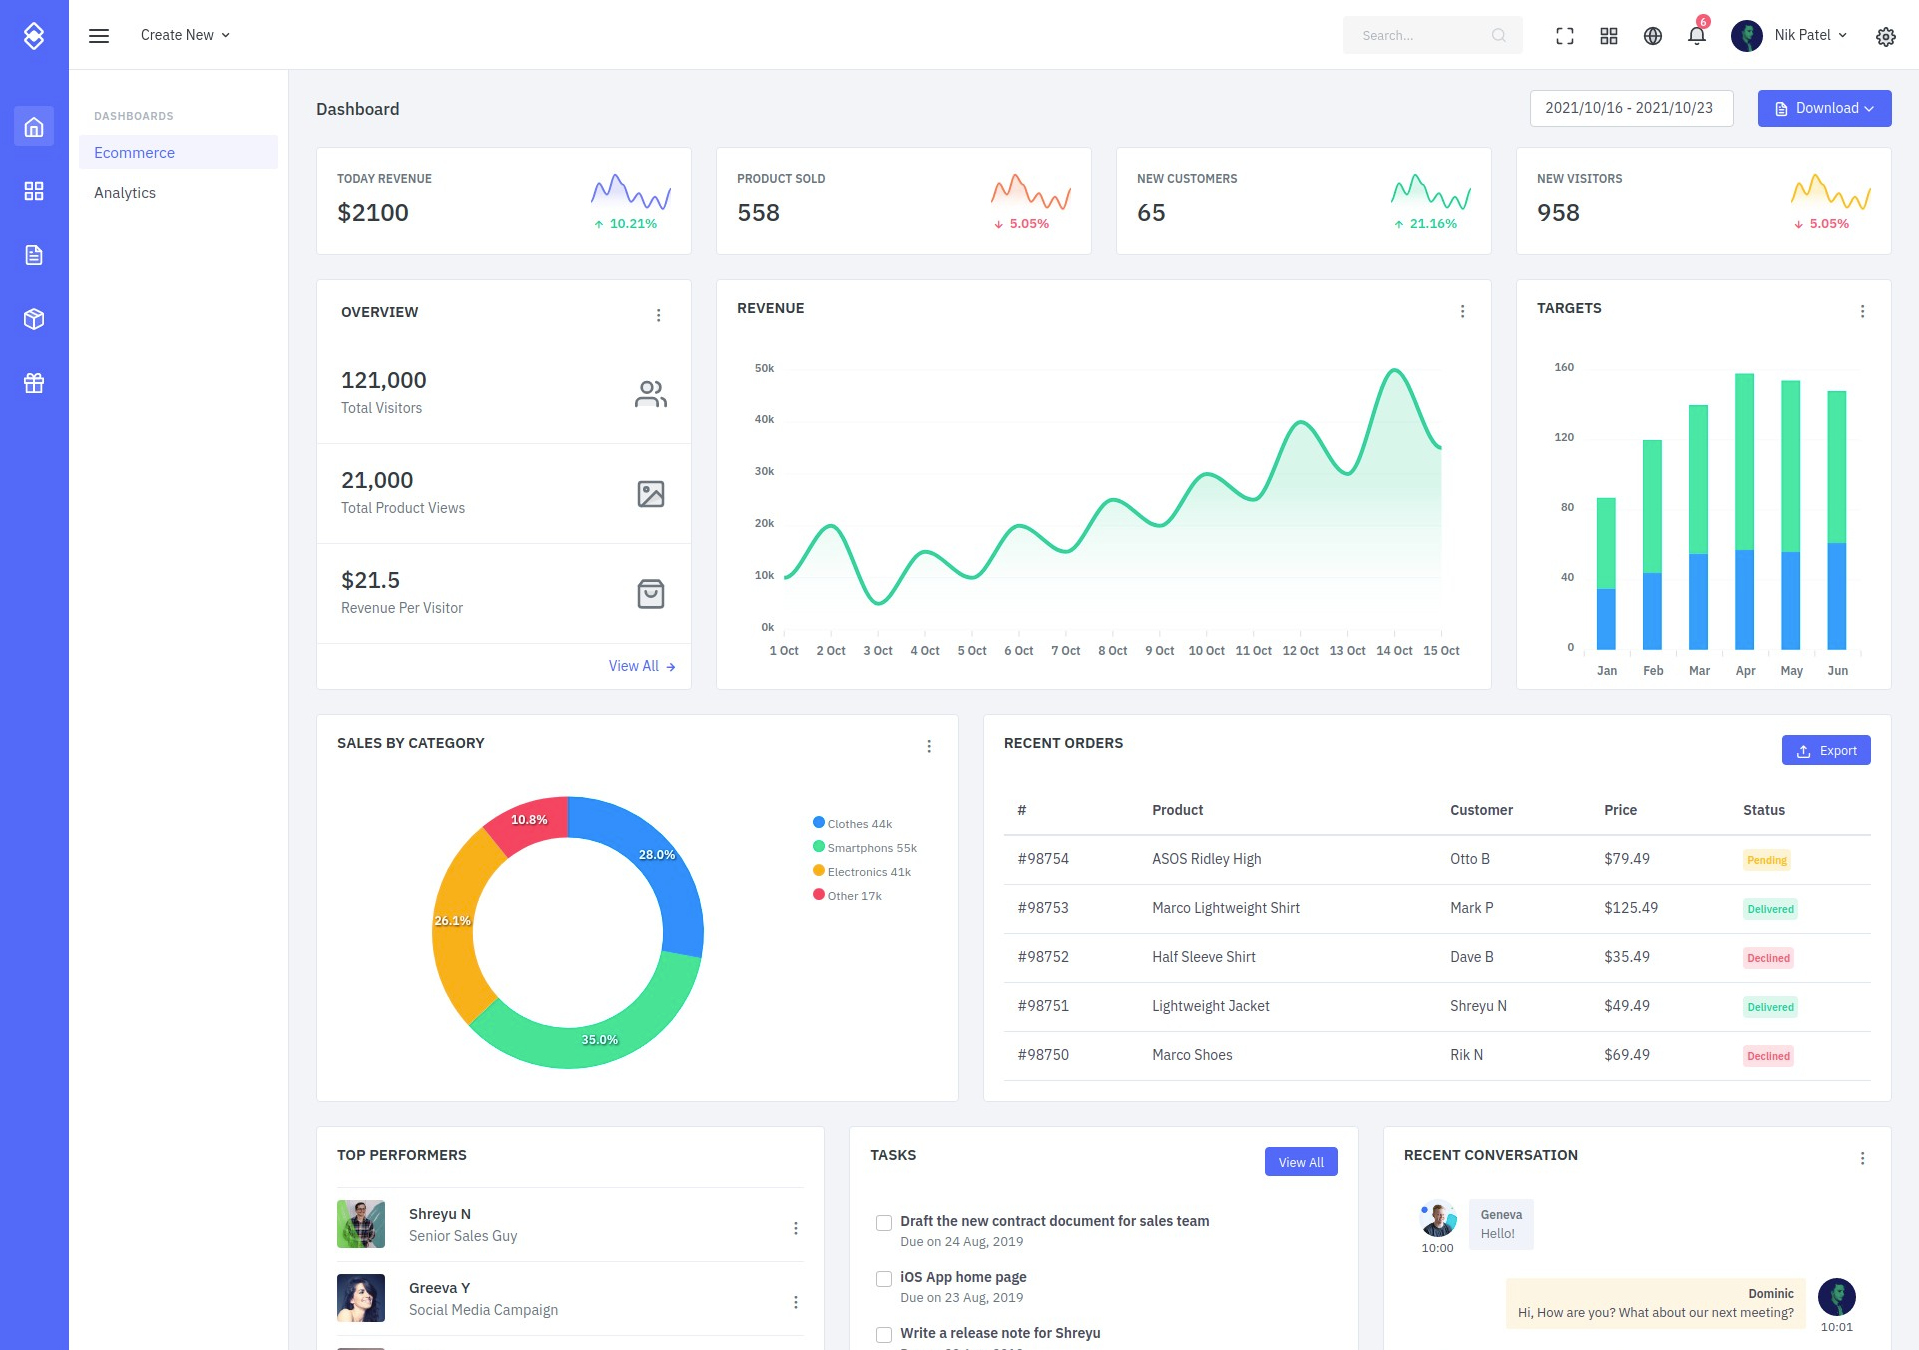 Create New
Search...
6
Nik Patel
DASHBOARDS
Ecommerce
Analytics
Dashboard
2021/10/16 - 2021/10/23
Download
TODAY REVENUE
$2100
10.21%
PRODUCT SOLD
558
5.05%
NEW CUSTOMERS
65
21.16%
NEW VISITORS
958
5.05%
OVERVIEW
121,000
Total Visitors
21,000
Total Product Views
$21.5
Revenue Per Visitor
View All
REVENUE
50k
40k
30k
20k
10k
0k
1 Oct 2 Oct 3 Oct 4 Oct 5 Oct 6 Oct 7 Oct 8 Oct 9 Oct 10 Oct 11 Oct 12 Oct 13 Oct 14 Oct 15 Oct
TARGETS
160
120
80
40
0
Jan Feb Mar Apr May Jun
SALES BY CATEGORY
10.8%
28.0%
26.1%
35.0%
Clothes 44k
Smartphons 55k
Electronics 41k
Other 17k
RECENT ORDERS
Export
# Product Customer Price Status
#98754 ASOS Ridley High Otto B $79.49 Pending
#98753 Marco Lightweight Shirt Mark P $125.49 Delivered
#98752 Half Sleeve Shirt Dave B $35.49 Declined
#98751 Lightweight Jacket Shreyu N $49.49 Delivered
#98750 Marco Shoes Rik N $69.49 Declined
TOP PERFORMERS
Shreyu N
Senior Sales Guy
Greeva Y
Social Media Campaign
TASKS
View All
Draft the new contract document for sales team
Due on 24 Aug, 2019
iOS App home page
Due on 23 Aug, 2019
Write a release note for Shreyu
RECENT CONVERSATION
Geneva
Hello!
10:00
Dominic
Hi, How are you? What about our next meeting?
10:01